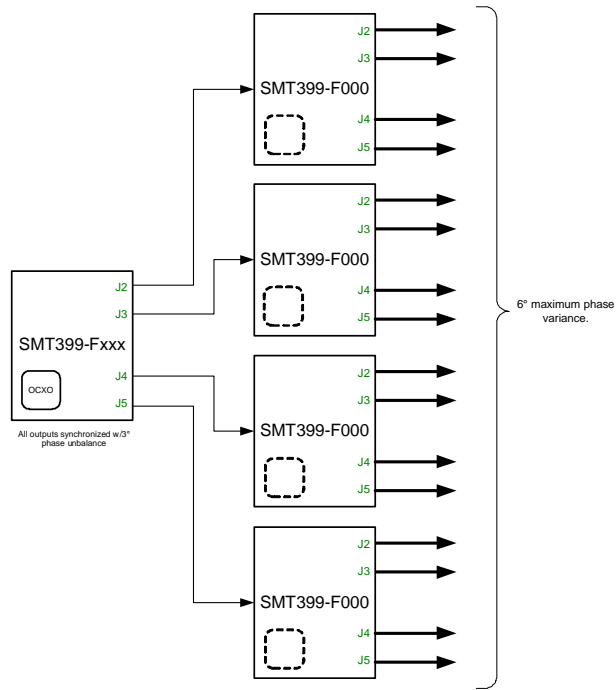 J2
J3
SMT399-F000
J4
J5
J2
J3
SMT399-F000
J4
J5
J2
J3
SMT399-Fxxx
J4
OCXO
J5
All outputs synchronized w/3°
phase unbalance
6° maximum phase
variance.
J2
J3
SMT399-F000
J4
J5
J2
J3
SMT399-F000
J4
J5